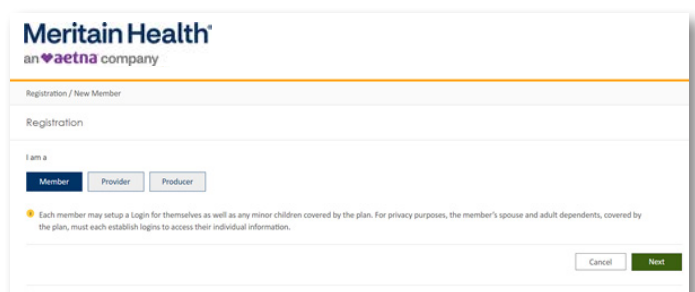 Meritain Health®
an aetna company
Registration / New Member
Registration
I am a
Member Provider Producer
Each member may setup a Login for themselves as well as any minor children covered by the plan. For privacy purposes, the member's spouse and adult dependents, covered by
the plan, must each establish logins to access their individual information.
Cancel Next